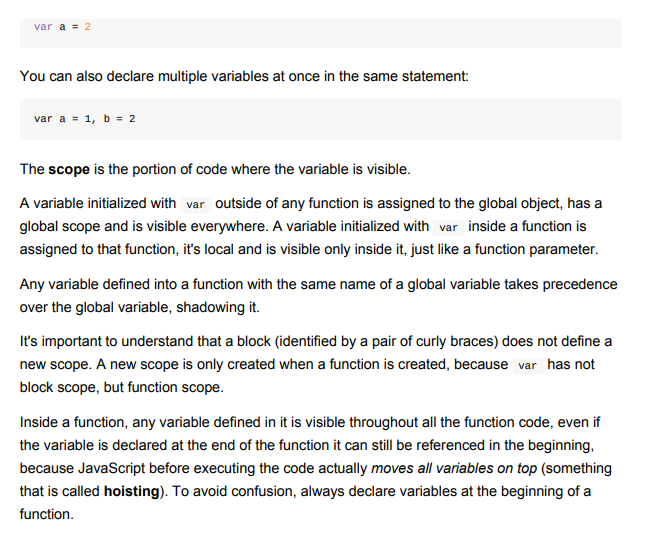 var a = 2
You can also declare multiple variables at once in the same statement:
var a = 1, b = 2
The scope is the portion of code where the variable is visible.
A variable initialized with var outside of any function is assigned to the global object, has a
global scope and is visible everywhere. A variable initialized with var inside a function is
assigned to that function, it's local and is visible only inside it, just like a function parameter.
Any variable defined into a function with the same name of a global variable takes precedence
over the global variable, shadowing it.
It's important to understand that a block (identified by a pair of curly braces) does not define a
new scope. A new scope is only created when a function is created, because var has not
block scope, but function scope.
Inside a function, any variable defined in it is visible throughout all the function code, even if
the variable is declared at the end of the function it can still be referenced in the beginning,
because JavaScript before executing the code actually moves all variables on top (something
that is called hoisting). To avoid confusion, always declare variables at the beginning of a
function.